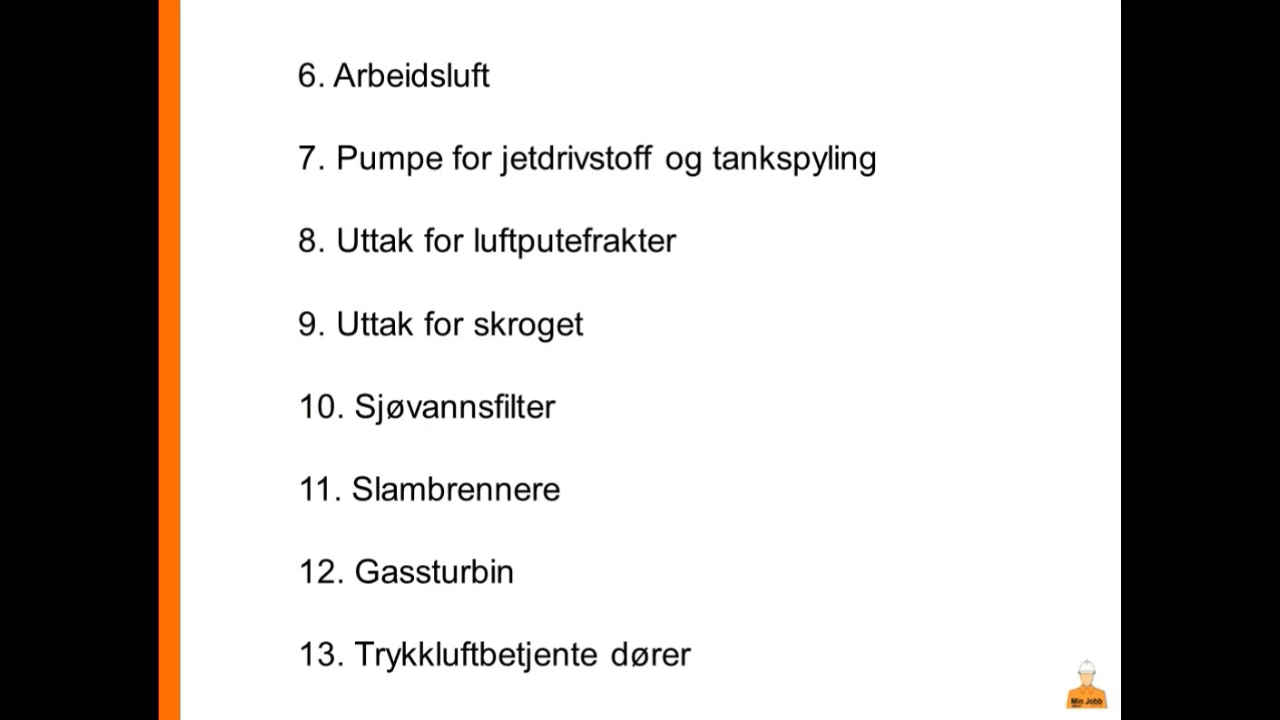 6. Arbeidsluft
7. Pumpe for jetdrivstoff og tankspyling
8. Uttak for luftputefrakter
9. Uttak for skroget
10. Sjøvannsfilter
11. Slambrennere
12. Gassturbin
13. Trykkluftbetjente dører
Min Jobb